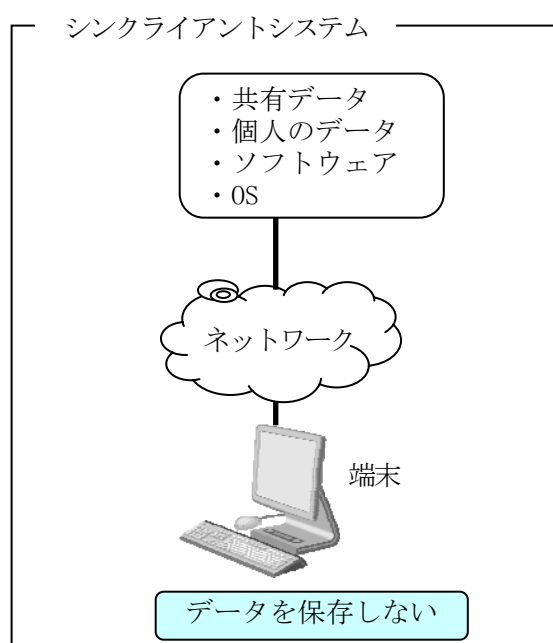 シンクライアントシステム
・共有データ
・個人のデータ
・ソフトウェア
・OS
ネットワーク
端末
データを保存しない